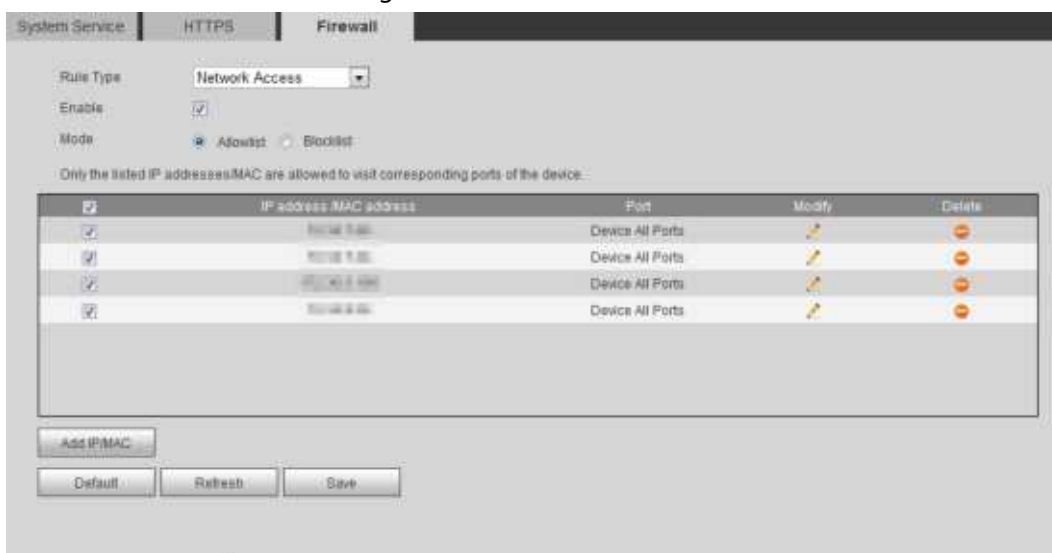 System Service HTTPS Firewall
Rule Type Network Access
Enable
Mode Allowlist Blocklist
Only the listed IP addresses/MAC are allowed to visit corresponding ports of the device.
IP address /MAC address Port Modify Delete
Device All Ports
Device All Ports
Device All Ports
Device All Ports
Add IP/MAC
Default Refresh Save